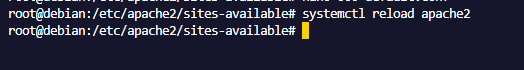 root@debian:/etc/apache2/sites-available# systemctl reload apache2
root@debian:/etc/apache2/sites-available#